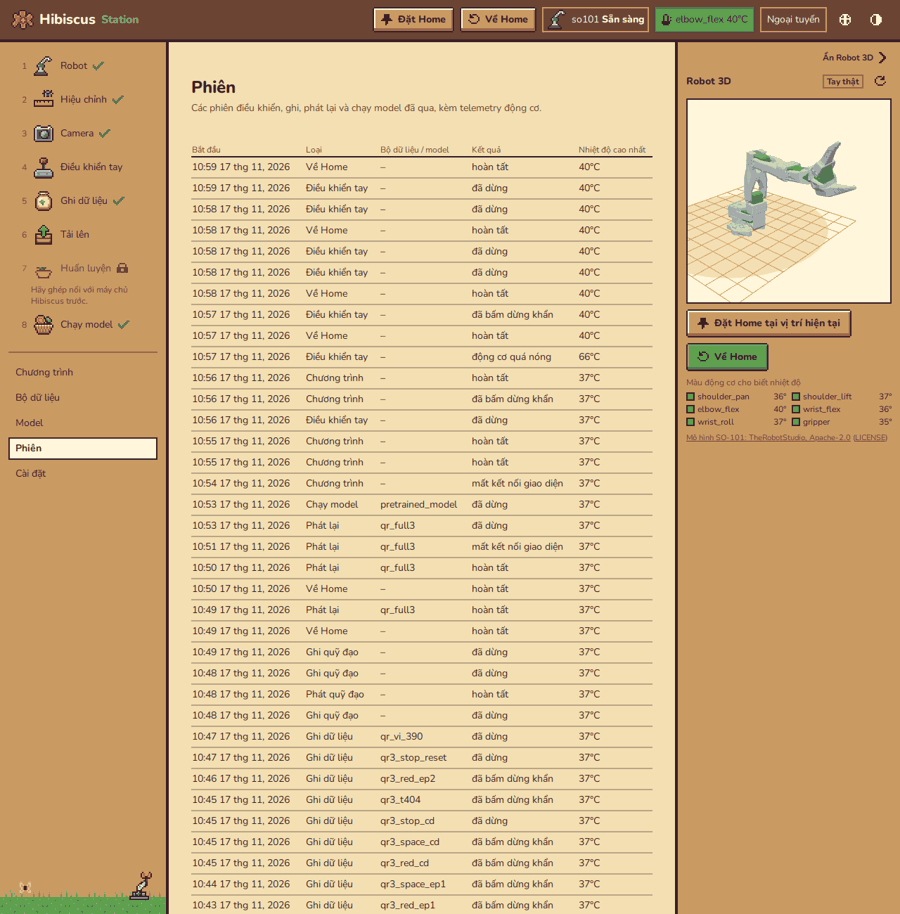 Hibiscus Station
Đặt Home
Về Home
so101 Sẵn sàng
elbow_flex 40°C
Ngoại tuyến
1 Robot
2 Hiệu chỉnh
3 Camera
4 Điều khiển tay
5 Ghi dữ liệu
6 Tải lên
7 Huấn luyện
Hãy ghép nối với máy chủ
Hibiscus trước.
8 Chạy model
Chương trình
Bộ dữ liệu
Model
Phiên
Cài đặt
Phiên
Các phiên điều khiển, ghi, phát lại và chạy model đã qua, kèm telemetry động cơ.
Bắt đầu Loại Bộ dữ liệu / model Kết quả Nhiệt độ cao nhất
10:59 17 thg 11, 2026 Về Home – hoàn tất 40°C
10:59 17 thg 11, 2026 Điều khiển tay – đã dừng 40°C
10:58 17 thg 11, 2026 Điều khiển tay – đã dừng 40°C
10:58 17 thg 11, 2026 Về Home – hoàn tất 40°C
10:58 17 thg 11, 2026 Điều khiển tay – đã dừng 40°C
10:58 17 thg 11, 2026 Điều khiển tay – đã dừng 40°C
10:58 17 thg 11, 2026 Về Home – hoàn tất 40°C
10:57 17 thg 11, 2026 Điều khiển tay – đã bấm dừng khẩn 40°C
10:57 17 thg 11, 2026 Về Home – hoàn tất 40°C
10:57 17 thg 11, 2026 Điều khiển tay – động cơ quá nóng 66°C
10:56 17 thg 11, 2026 Chương trình – hoàn tất 37°C
10:56 17 thg 11, 2026 Chương trình – đã bấm dừng khẩn 37°C
10:56 17 thg 11, 2026 Điều khiển tay – đã dừng 37°C
10:55 17 thg 11, 2026 Chương trình – hoàn tất 37°C
10:55 17 thg 11, 2026 Chương trình – hoàn tất 37°C
10:54 17 thg 11, 2026 Chương trình – mất kết nối giao diện 37°C
10:53 17 thg 11, 2026 Chạy model pretrained_model đã dừng 37°C
10:53 17 thg 11, 2026 Phát lại qr_full3 đã dừng 37°C
10:51 17 thg 11, 2026 Phát lại qr_full3 mất kết nối giao diện 37°C
10:50 17 thg 11, 2026 Phát lại qr_full3 hoàn tất 37°C
10:50 17 thg 11, 2026 Về Home – hoàn tất 37°C
10:49 17 thg 11, 2026 Phát lại qr_full3 hoàn tất 37°C
10:49 17 thg 11, 2026 Về Home – hoàn tất 37°C
10:49 17 thg 11, 2026 Ghi quỹ đạo – đã dừng 37°C
10:48 17 thg 11, 2026 Ghi quỹ đạo – đã dừng 37°C
10:48 17 thg 11, 2026 Phát quỹ đạo – hoàn tất 37°C
10:48 17 thg 11, 2026 Ghi quỹ đạo – đã dừng 37°C
10:47 17 thg 11, 2026 Ghi dữ liệu qr_vi_390 đã dừng 37°C
10:47 17 thg 11, 2026 Ghi dữ liệu qr3_stop_reset đã dừng 37°C
10:46 17 thg 11, 2026 Ghi dữ liệu qr3_red_ep2 đã bấm dừng khẩn 37°C
10:45 17 thg 11, 2026 Ghi dữ liệu qr3_t404 đã bấm dừng khẩn 37°C
10:45 17 thg 11, 2026 Ghi dữ liệu qr3_stop_cd đã dừng 37°C
10:45 17 thg 11, 2026 Ghi dữ liệu qr3_space_cd đã bấm dừng khẩn 37°C
10:45 17 thg 11, 2026 Ghi dữ liệu qr3_red_cd đã bấm dừng khẩn 37°C
10:44 17 thg 11, 2026 Ghi dữ liệu qr3_space_ep1 đã bấm dừng khẩn 37°C
10:43 17 thg 11, 2026 Ghi dữ liệu qr3_red_ep1 đã bấm dừng khẩn 37°C
Ẩn Robot 3D
Robot 3D
Tay thật
Đặt Home tại vị trí hiện tại
Về Home
Màu động cơ cho biết nhiệt độ
shoulder_pan 36° shoulder_lift 37°
elbow_flex 40° wrist_flex 36°
wrist_roll 37° gripper 35°
Mô hình SO-101: TheRobotStudio, Apache-2.0 (LICENSE)